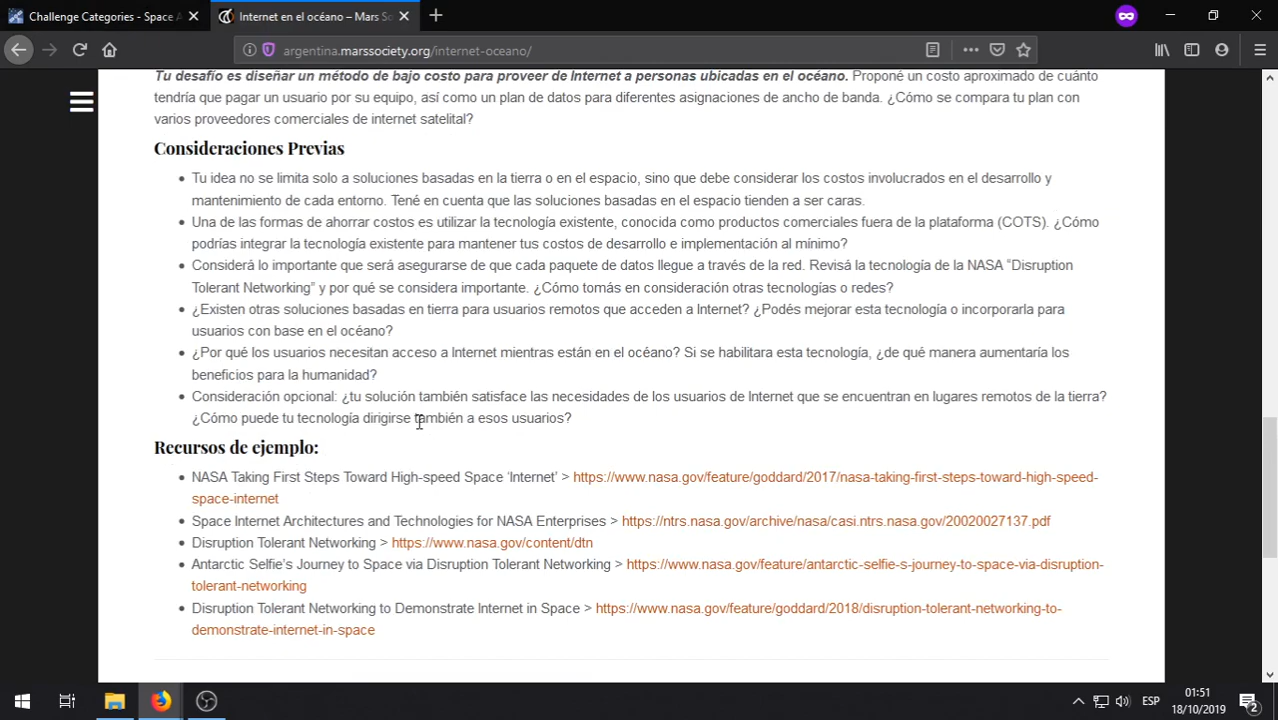 Challenge Categories - Space A
Internet en el océano – Mars So
argentina.marssociety.org/internet-oceano/
Tu desafío es diseñar un método de bajo costo para proveer de Internet a personas ubicadas en el océano. Proponé un costo aproximado de cuánto
tendría que pagar un usuario por su equipo, así como un plan de datos para diferentes asignaciones de ancho de banda. ¿Cómo se compara tu plan con
varios proveedores comerciales de internet satelital?
Consideraciones Previas
Tu idea no se limita solo a soluciones basadas en la tierra o en el espacio, sino que debe considerar los costos involucrados en el desarrollo y
mantenimiento de cada entorno. Tené en cuenta que las soluciones basadas en el espacio tienden a ser caras.
Una de las formas de ahorrar costos es utilizar la tecnología existente, conocida como productos comerciales fuera de la plataforma (COTS). ¿Cómo
podrías integrar la tecnología existente para mantener tus costos de desarrollo e implementación al mínimo?
Considerá lo importante que será asegurarse de que cada paquete de datos llegue a través de la red. Revisá la tecnología de la NASA “Disruption
Tolerant Networking” y por qué se considera importante. ¿Cómo tomás en consideración otras tecnologías o redes?
¿Existen otras soluciones basadas en tierra para usuarios remotos que acceden a Internet? ¿Podés mejorar esta tecnología o incorporarla para
usuarios con base en el océano?
¿Por qué los usuarios necesitan acceso a Internet mientras están en el océano? Si se habilitara esta tecnología, ¿de qué manera aumentaría los
beneficios para la humanidad?
Consideración opcional: ¿tu solución también satisface las necesidades de los usuarios de Internet que se encuentran en lugares remotos de la tierra?
¿Cómo puede tu tecnología dirigirse también a esos usuarios?
Recursos de ejemplo:
NASA Taking First Steps Toward High-speed Space ‘Internet’ > https://www.nasa.gov/feature/goddard/2017/nasa-taking-first-steps-toward-high-speed-
space-internet
Space Internet Architectures and Technologies for NASA Enterprises > https://ntrs.nasa.gov/archive/nasa/casi.ntrs.nasa.gov/20020027137.pdf
Disruption Tolerant Networking > https://www.nasa.gov/content/dtn
Antarctic Selfie’s Journey to Space via Disruption Tolerant Networking > https://www.nasa.gov/feature/antarctic-selfie-s-journey-to-space-via-disruption-
tolerant-networking
Disruption Tolerant Networking to Demonstrate Internet in Space > https://www.nasa.gov/feature/goddard/2018/disruption-tolerant-networking-to-
demonstrate-internet-in-space
ESP
01:51
18/10/2019
2